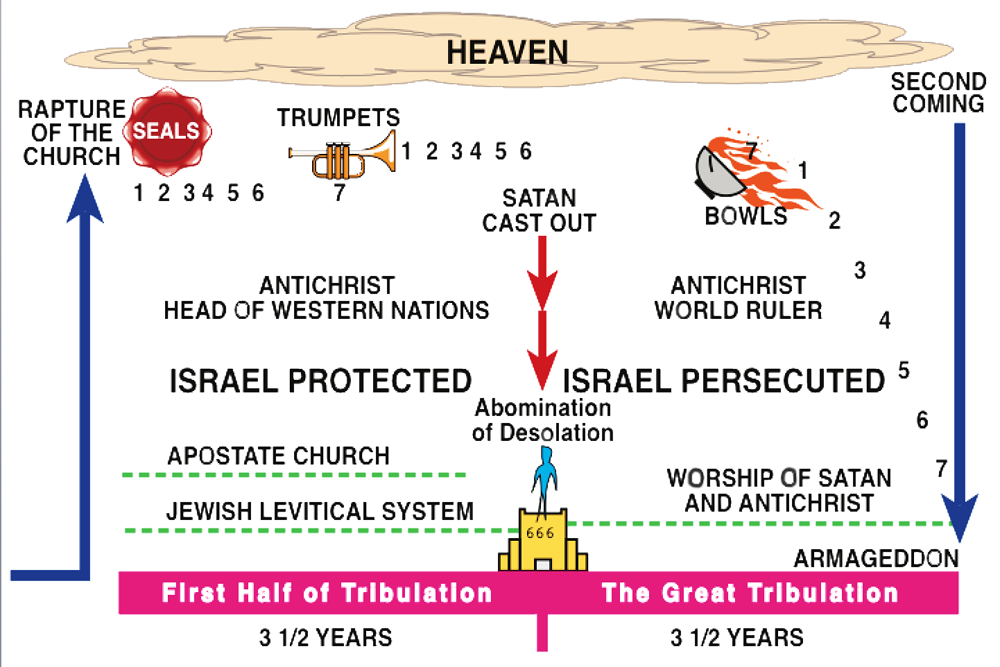 HEAVEN
SECOND
COMING
RAPTURE
OF THE
CHURCH
SEALS
1 2 3 4 5 6
TRUMPETS
1 2 3 4 5 6
7
SATAN
CAST OUT
7
1
BOWLS
2
3
4
5
6
7
ANTICHRIST
HEAD OF WESTERN NATIONS
ANTICHRIST
WORLD RULER
ISRAEL PROTECTED
ISRAEL PERSECUTED
Abomination
of Desolation
APOSTATE CHURCH
JEWISH LEVITICAL SYSTEM
WORSHIP OF SATAN
AND ANTICHRIST
666
ARMAGEDDON
First Half of Tribulation
The Great Tribulation
3 1/2 YEARS
3 1/2 YEARS